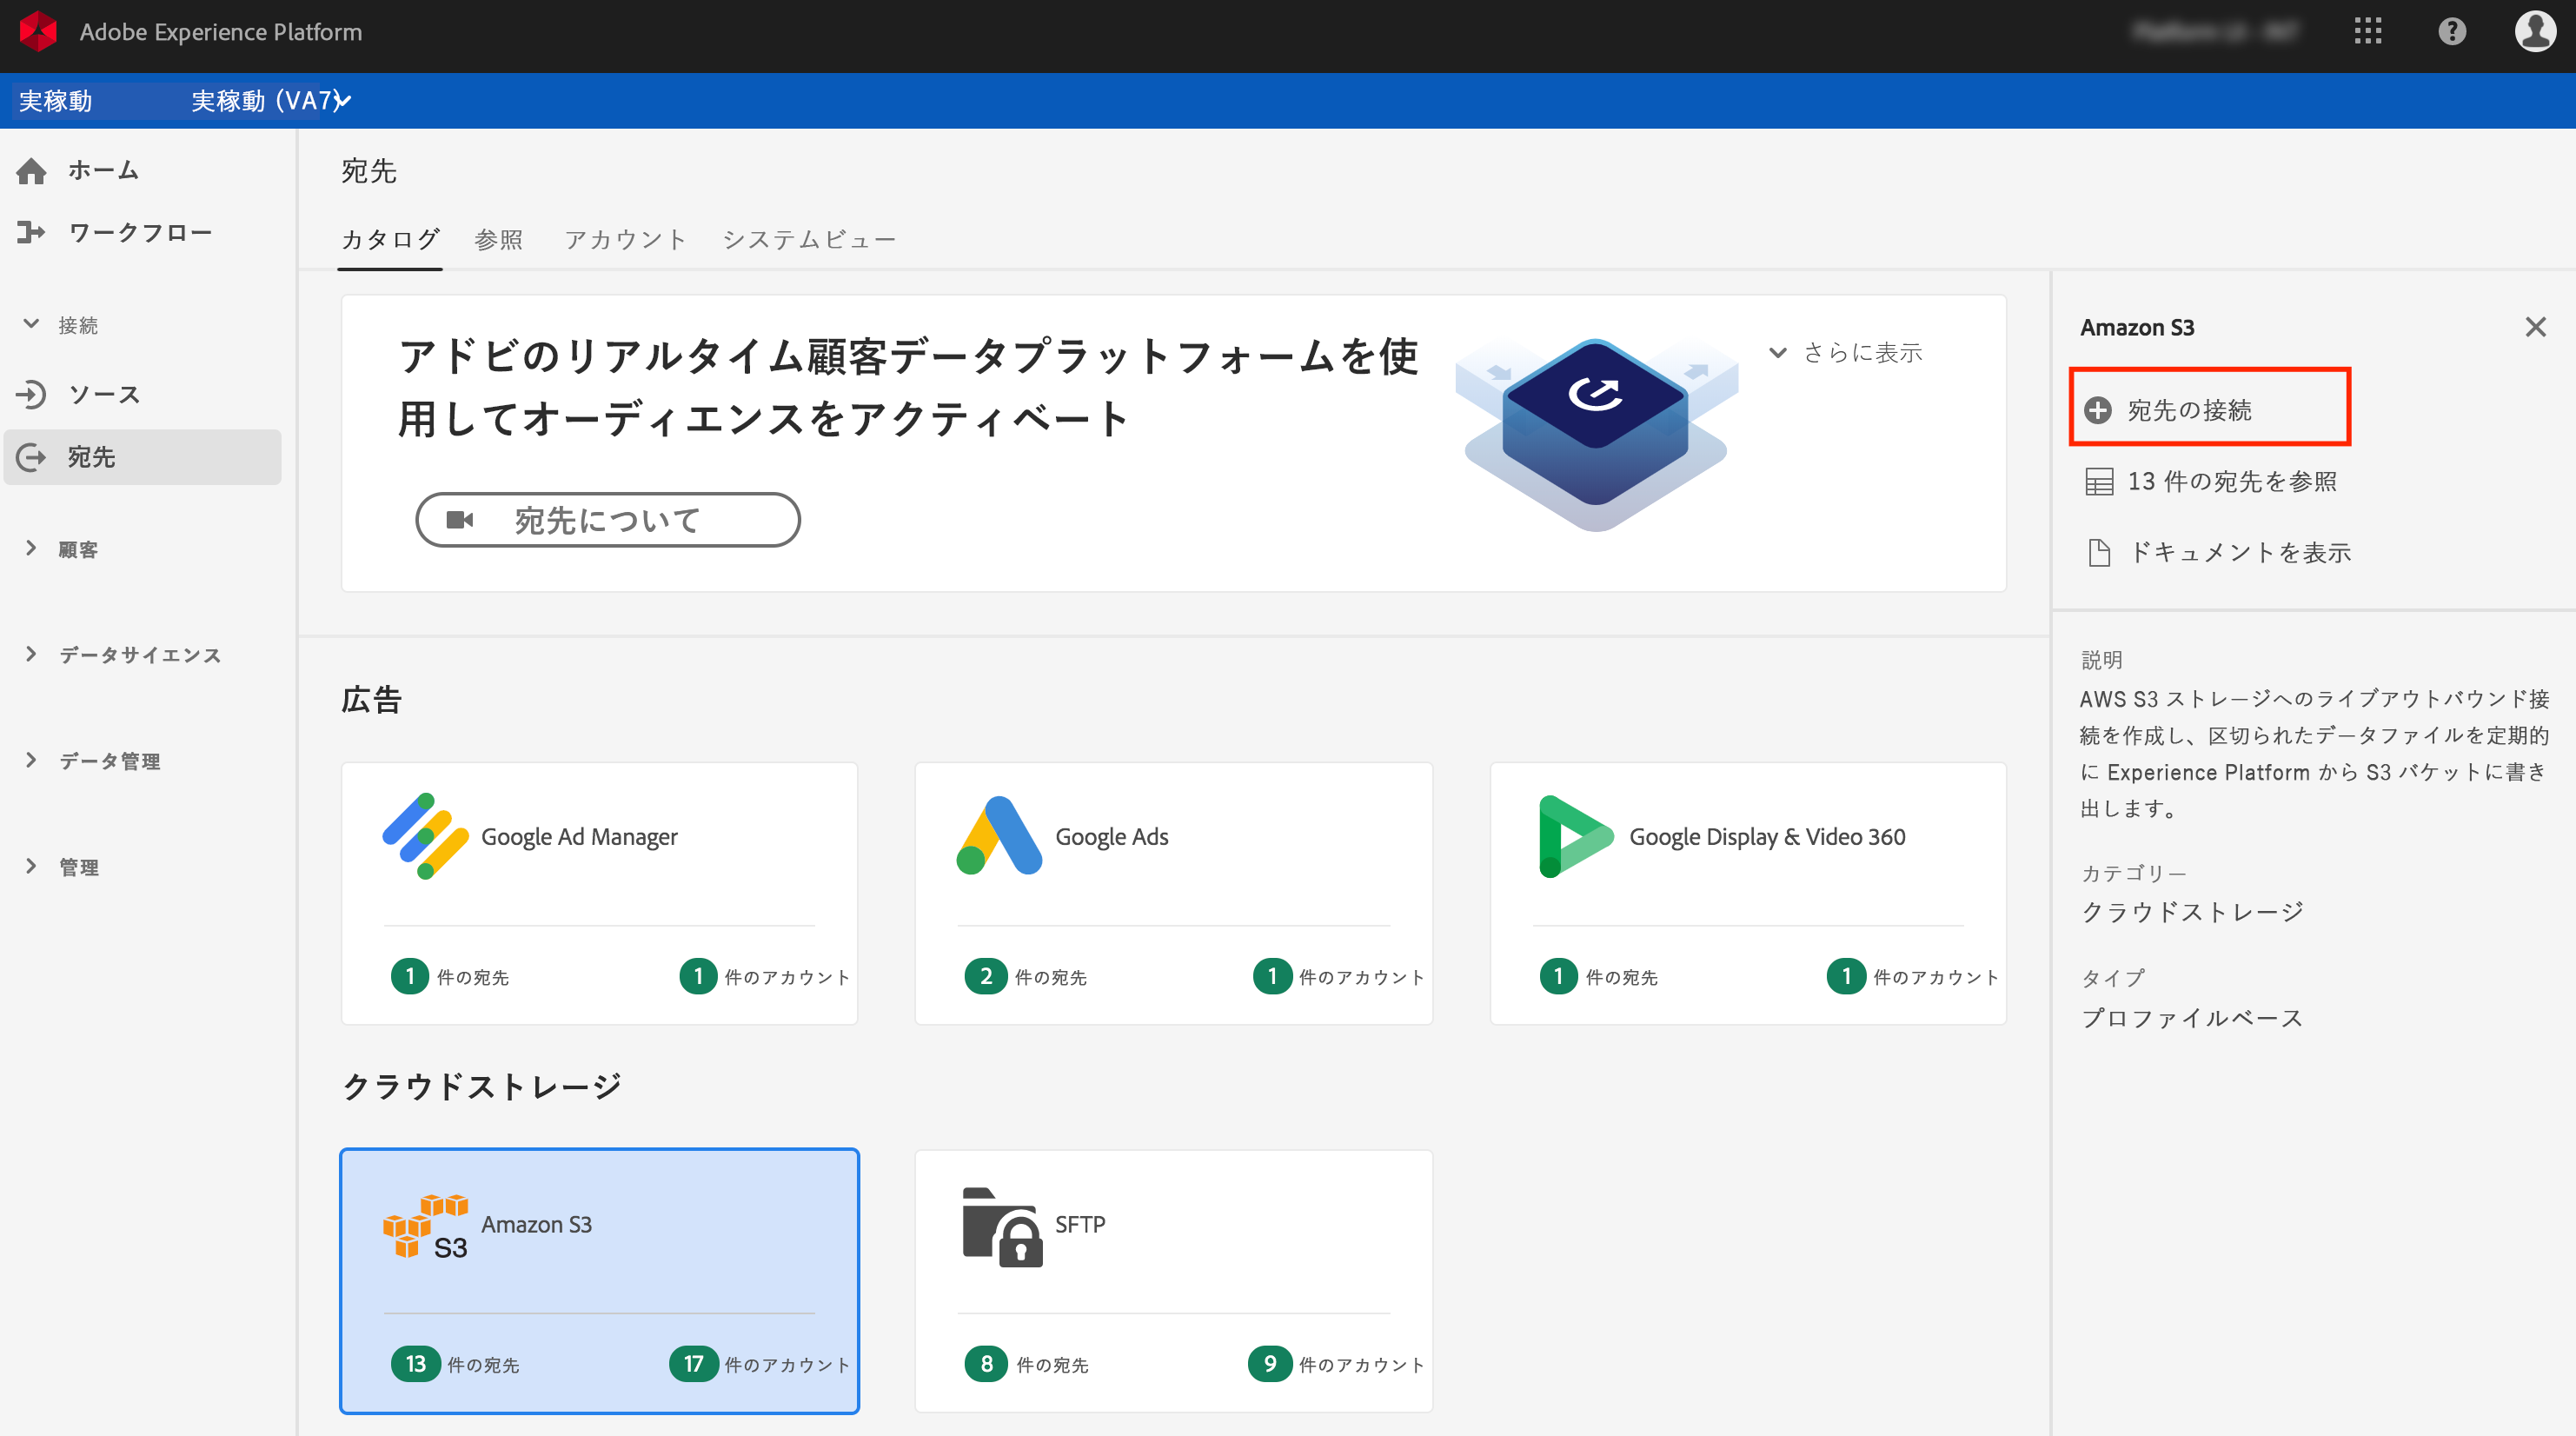 Adobe Experience Platform
実稼動 実稼動 (VA7)
ホーム
ワークフロー
接続
ソース
宛先
顧客
データサイエンス
データ管理
管理
宛先
カタログ 参照 アカウント システムビュー
アドビのリアルタイム顧客データプラットフォームを使
用してオーディエンスをアクティベート
さらに表示
宛先について
広告
Google Ad Manager
1 件の宛先 1 件のアカウント
Google Ads
2 件の宛先 1 件のアカウント
Google Display & Video 360
1 件の宛先 1 件のアカウント
クラウドストレージ
S3 Amazon S3
13 件の宛先 17 件のアカウント
SFTP
8 件の宛先 9 件のアカウント
Amazon S3
宛先の接続
13 件の宛先を参照
ドキュメントを表示
説明
AWS S3 ストレージへのライブアウトバウンド接
続を作成し、区切られたデータファイルを定期的
に Experience Platform から S3 バケットに書き
出します。
カテゴリー
クラウドストレージ
タイプ
プロファイルベース